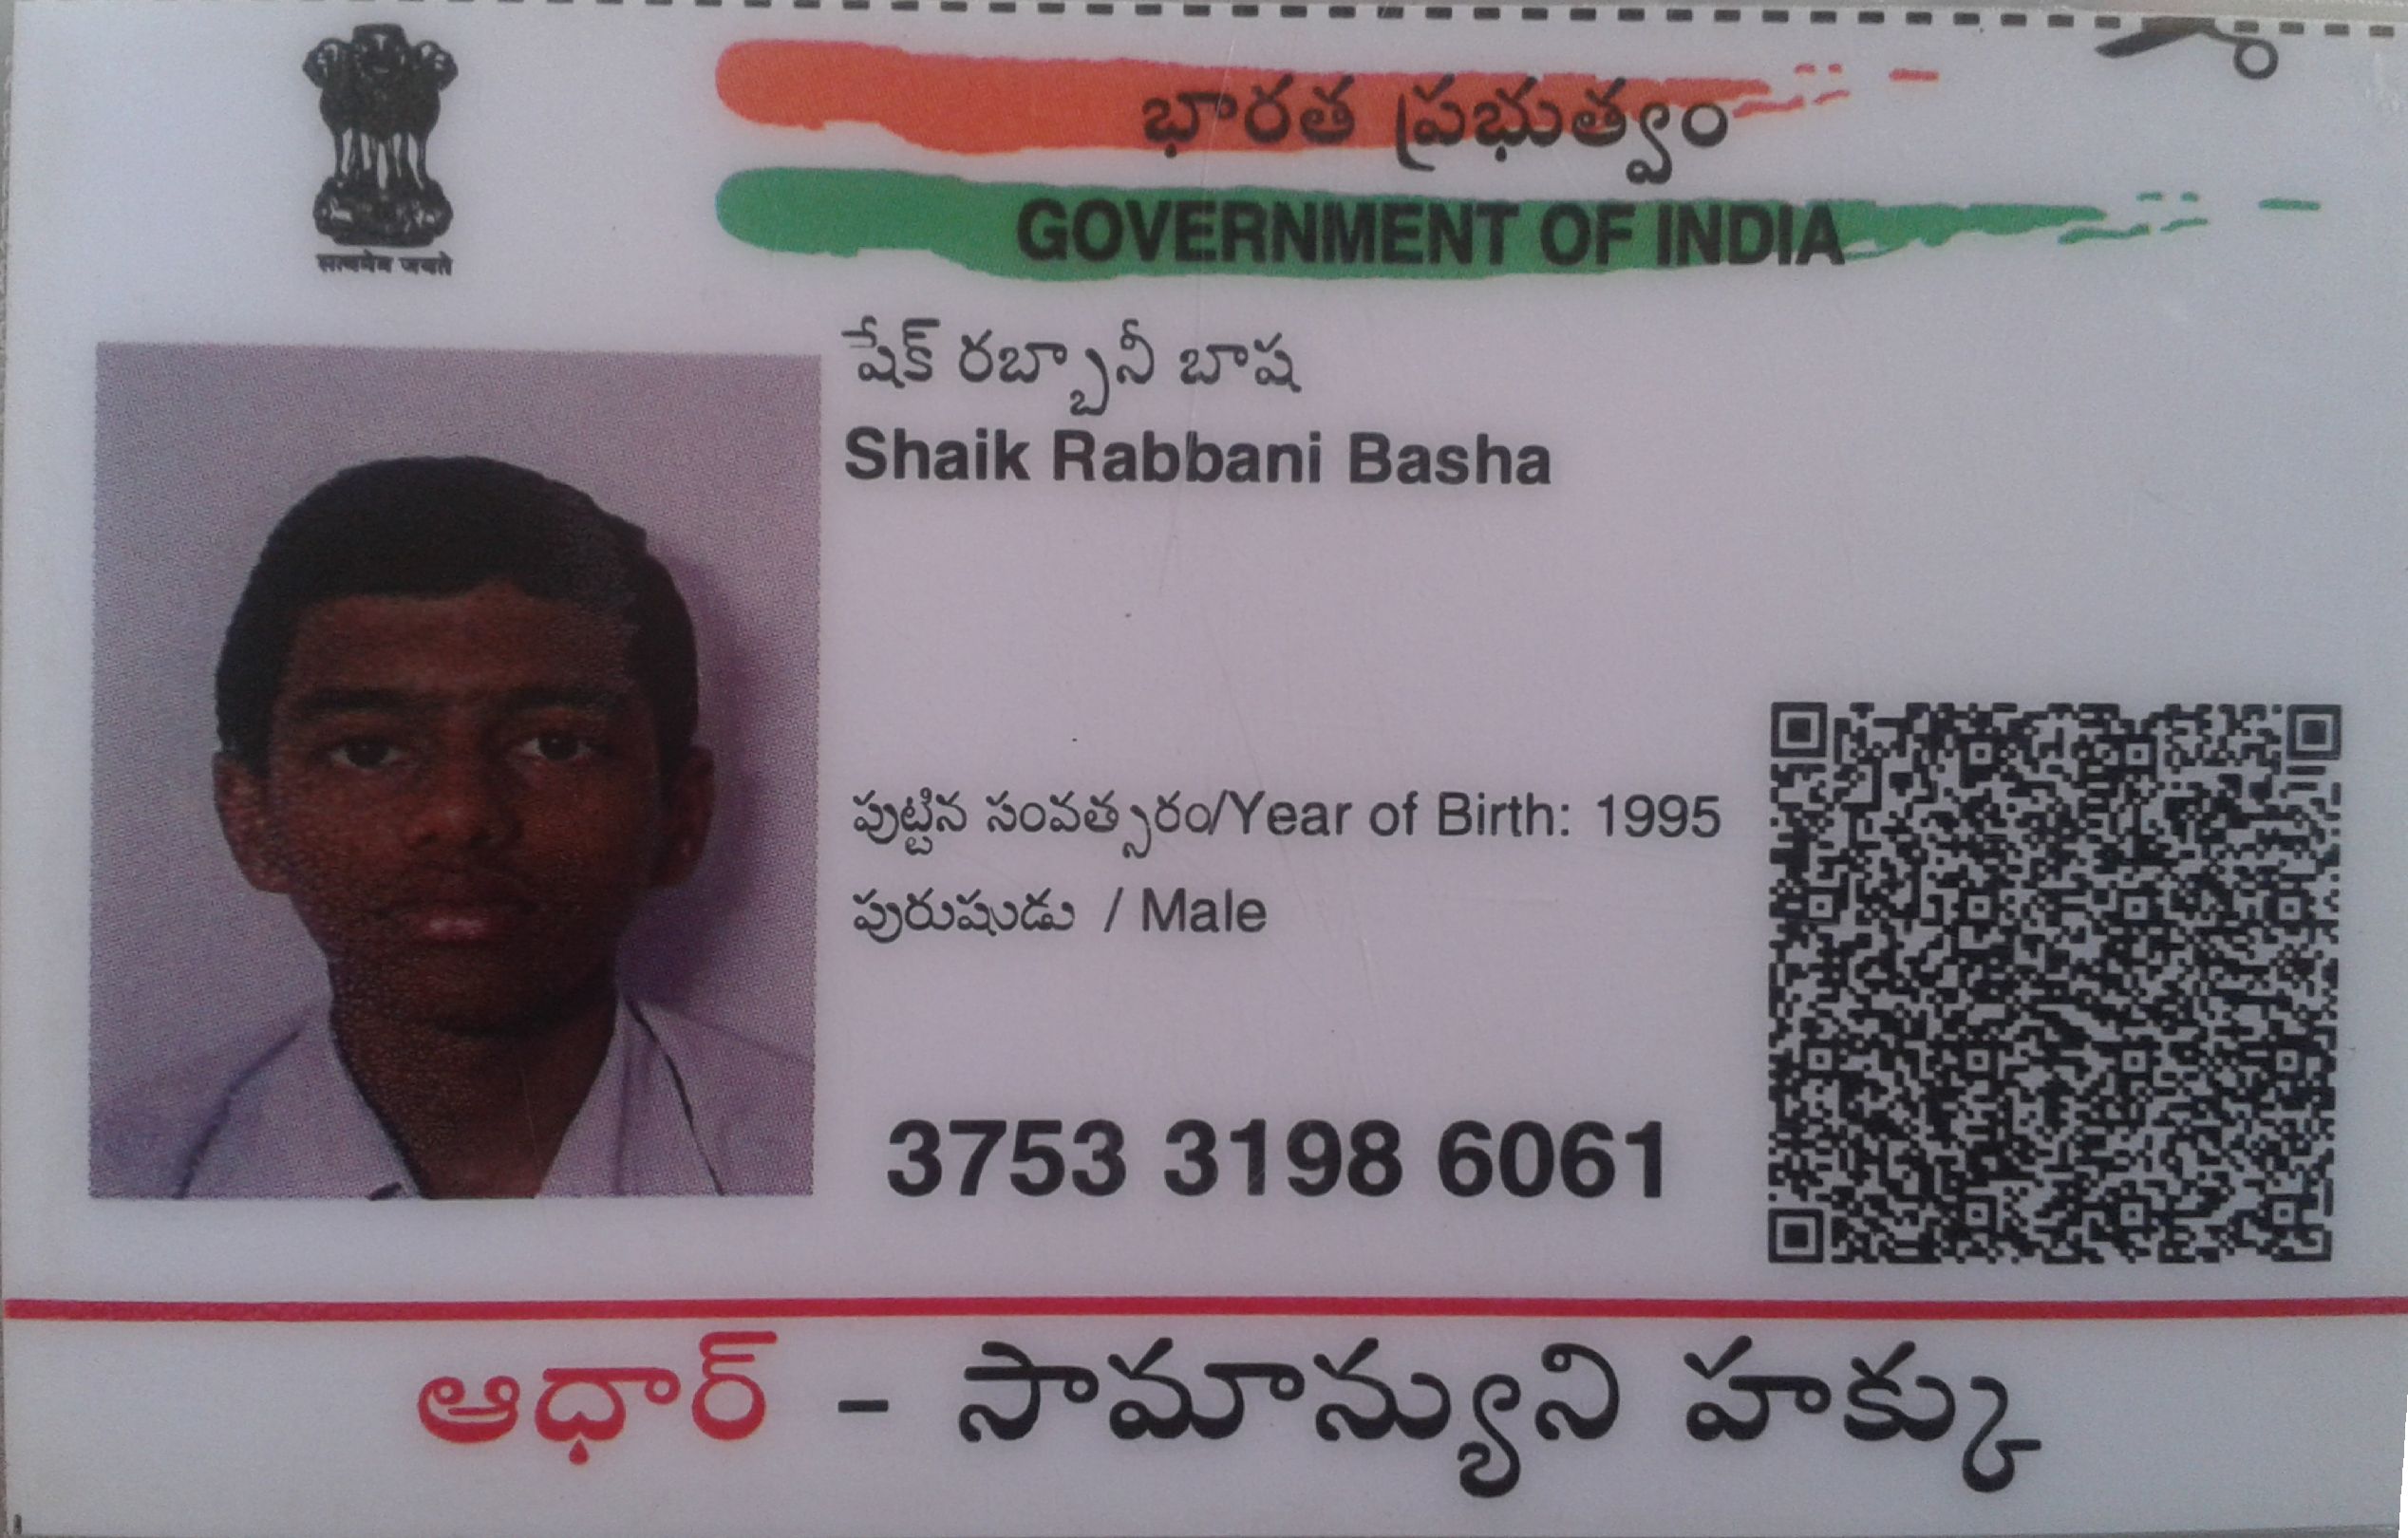 सत्यमेव जयते
భారత ప్రభుత్వం
GOVERNMENT OF INDIA
షేక్ రబ్బానీ బాష
Shaik Rabbani Basha
పుట్టిన సంవత్సరం/Year of Birth: 1995
పురుషుడు / Male
3753 3198 6061
ఆధార్ - సామాన్యుని హక్కు